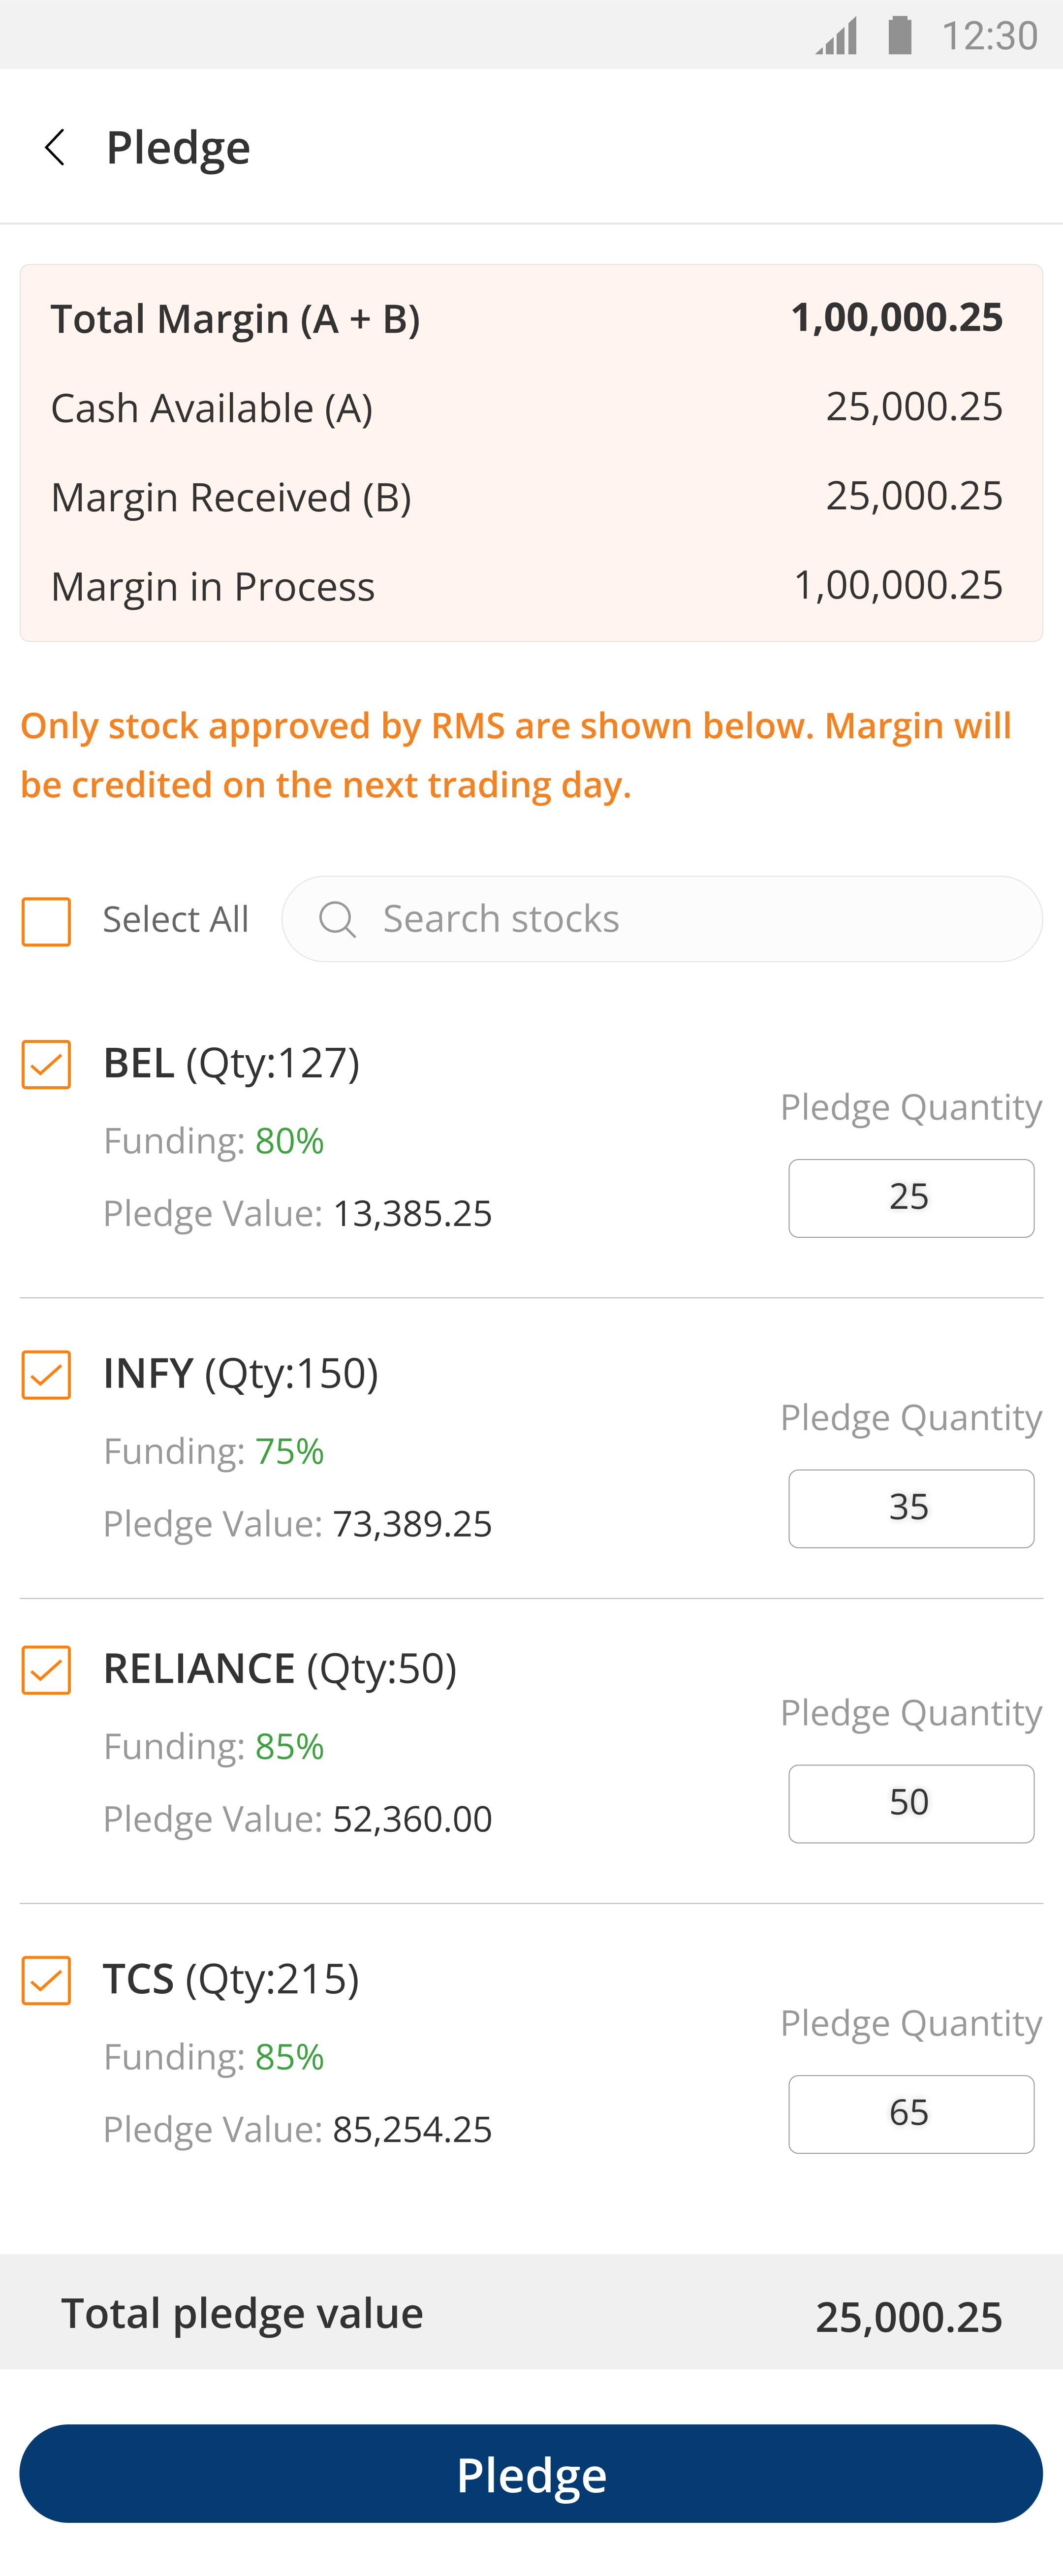 12:30
Pledge
Total Margin (A + B) 1,00,000.25
Cash Available (A) 25,000.25
Margin Received (B) 25,000.25
Margin in Process 1,00,000.25
Only stock approved by RMS are shown below. Margin will
be credited on the next trading day.
Select All Search stocks
BEL (Qty:127)
Pledge Quantity
Funding: 80%
25
Pledge Value: 13,385.25
INFY (Qty:150)
Pledge Quantity
Funding: 75%
35
Pledge Value: 73,389.25
RELIANCE (Qty:50)
Pledge Quantity
Funding: 85%
50
Pledge Value: 52,360.00
TCS (Qty:215)
Pledge Quantity
Funding: 85%
65
Pledge Value: 85,254.25
Total pledge value 25,000.25
Pledge